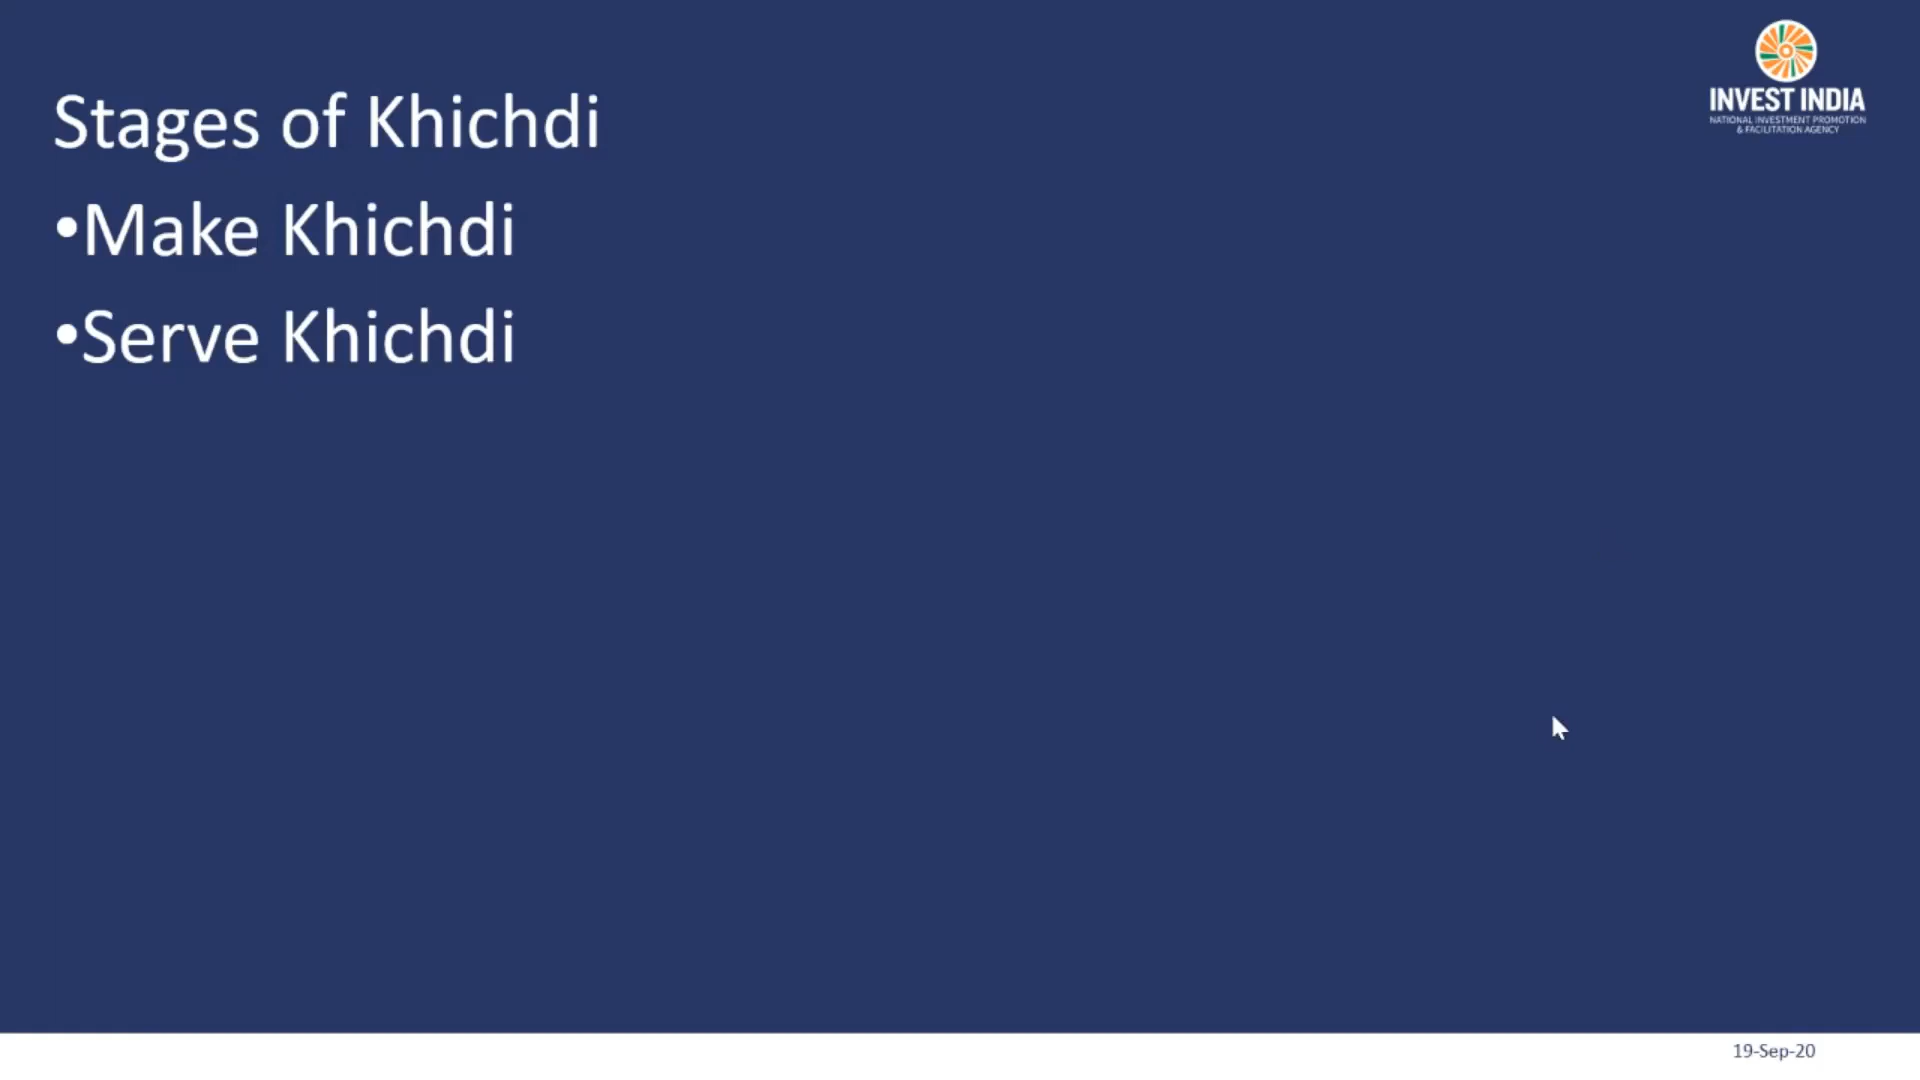 Stages of Khichdi
•Make Khichdi
•Serve Khichdi
INVEST INDIA
NATIONAL INVESTMENT PROMOTION
& FACILITATION AGENCY
19-Sep-20